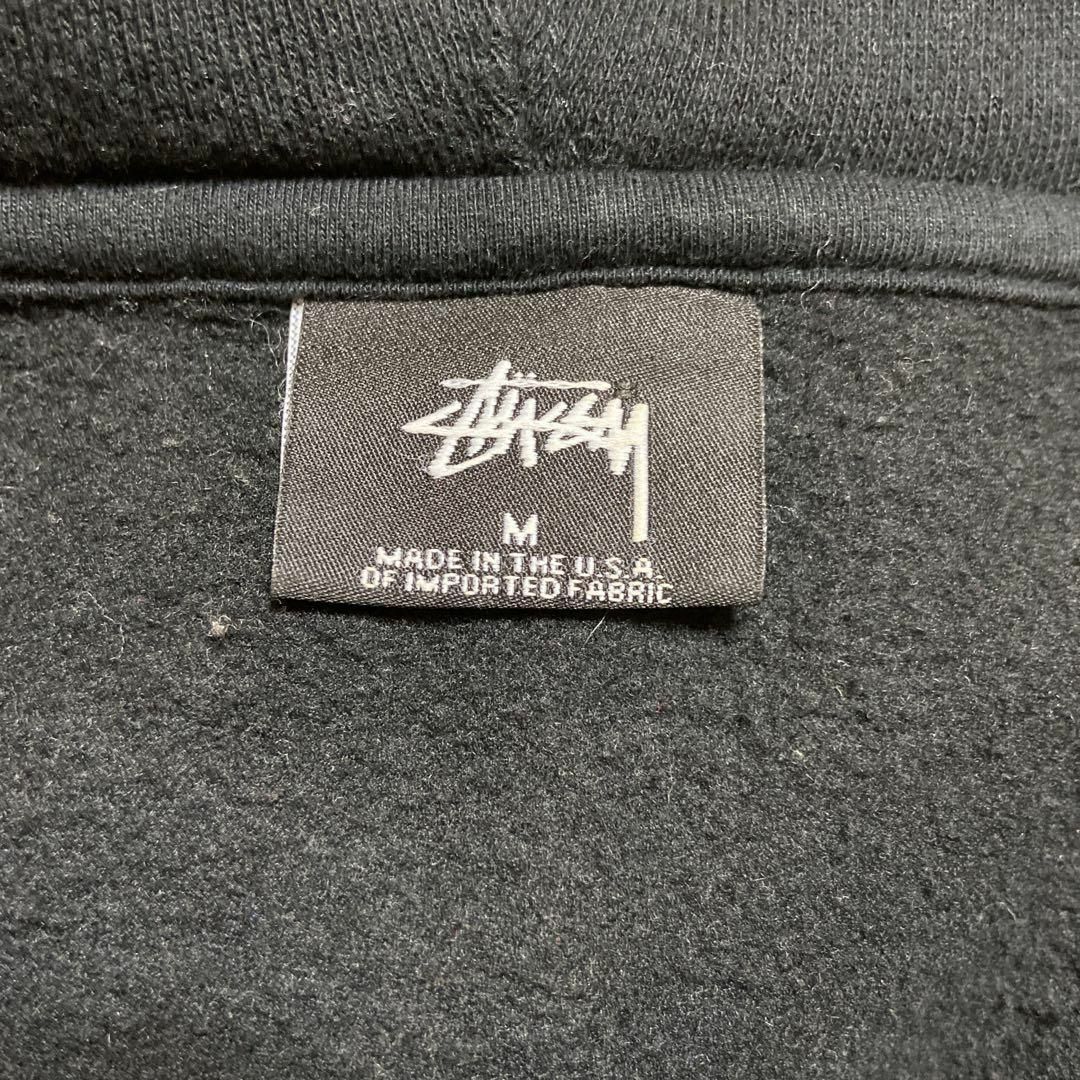 Stüssy
M
MADE IN THE U.S.A.
OF IMPORTED FABRIC